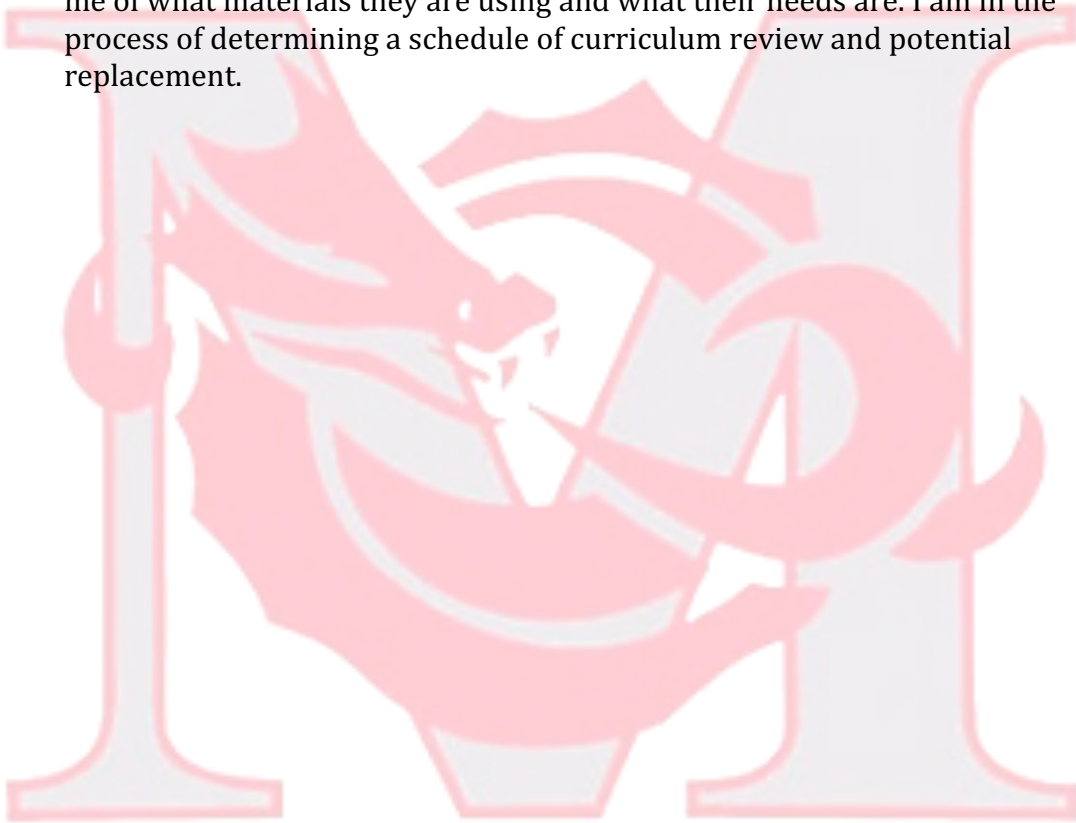 me of what materials they are using and what their needs are. I am in the
process of determining a schedule of curriculum review and potential
replacement.